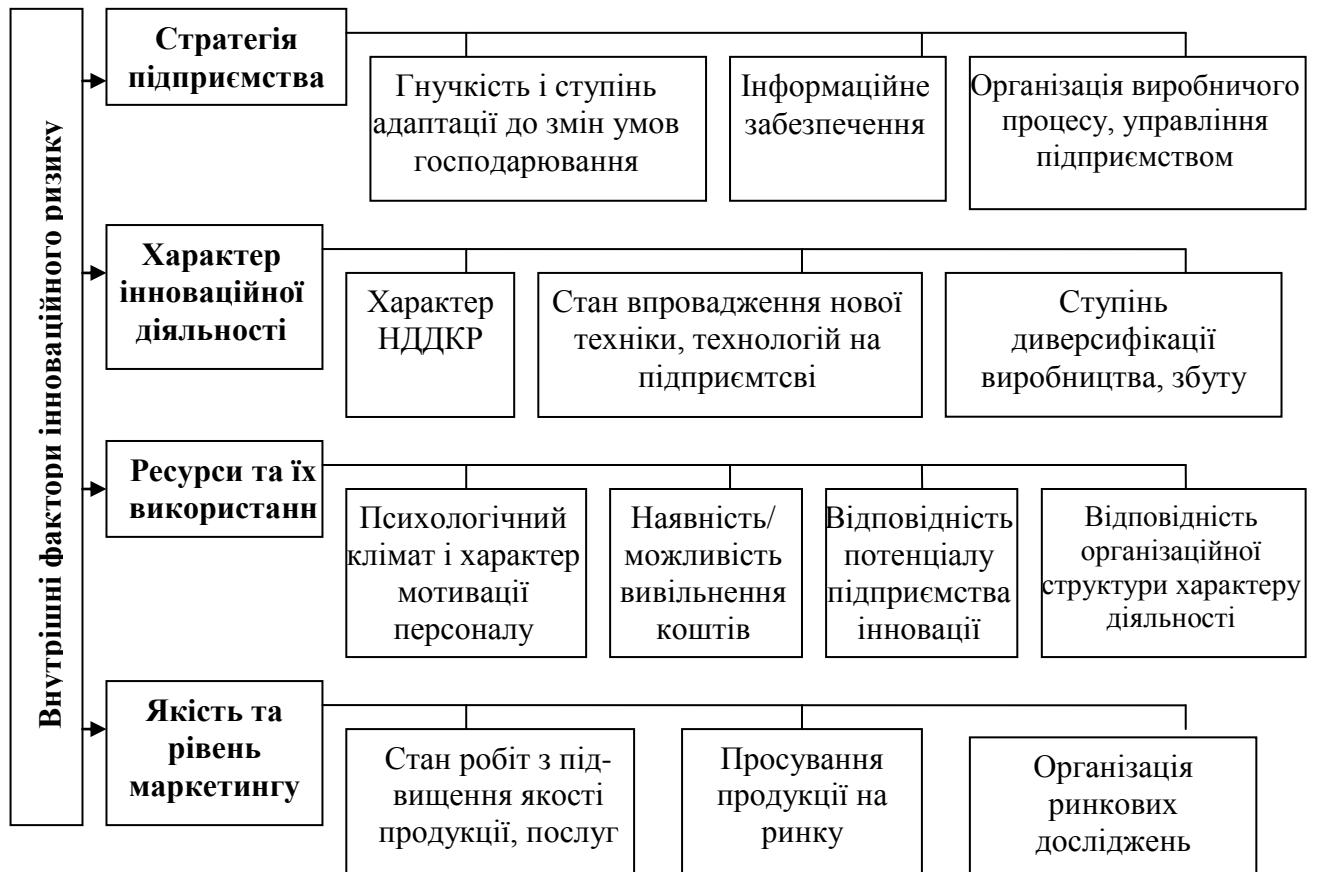 Внутрішні фактори інноваційного ризику
Стратегія
підприємства
Гнучкість і ступінь
адаптації до змін умов
господарювання
Інформаційне
забезпечення
Організація виробничого
процесу, управління
підприємством
Характер
інноваційної
діяльності
Характер
НДДКР
Стан впровадження нової
техніки, технологій на
підприємтсві
Ступінь
диверсифікації
виробництва, збуту
Ресурси та їх
використанн
Психологічний
клімат і характер
мотивації
персоналу
Наявність/
можливість
вивільнення
коштів
Відповідність
потенціалу
підприємства
інновації
Відповідність
організаційної
структури характеру
діяльності
Якість та
рівень
маркетингу
Стан робіт з під-
вищення якості
продукції, послуг
Просування
продукції на
ринку
Організація
ринкових
досліджень